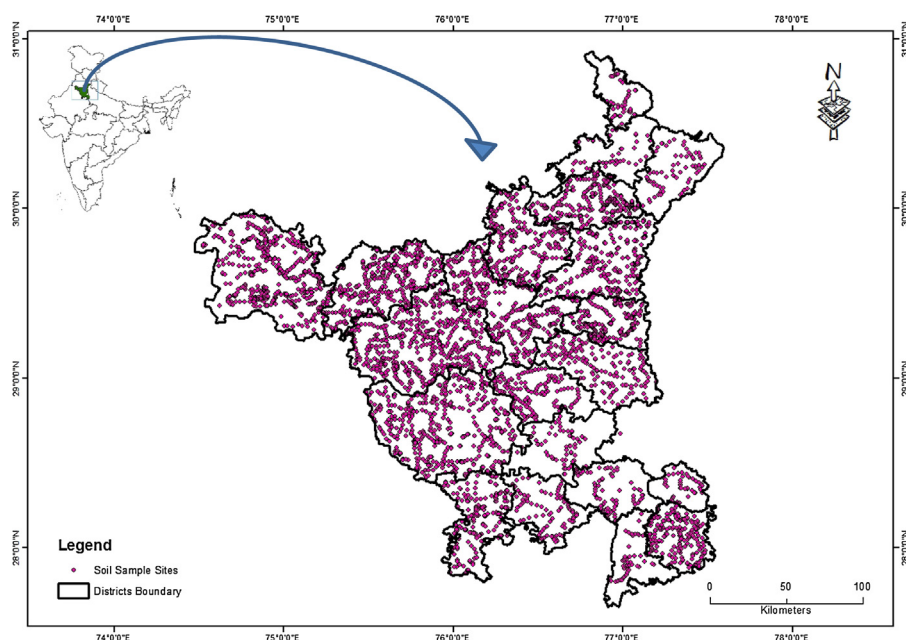 74°0'0"E 75°0'0"E 76°0'0"E 77°0'0"E 78°0'0"E
31°0'0"N 31°0'0"N
N
30°0'0"N 30°0'0"N
29°0'0"N 29°0'0"N
28°0'0"N 28°0'0"N
Legend
Soil Sample Sites
Districts Boundary
0 50 100
Kilometers
74°0'0"E 75°0'0"E 76°0'0"E 77°0'0"E 78°0'0"E